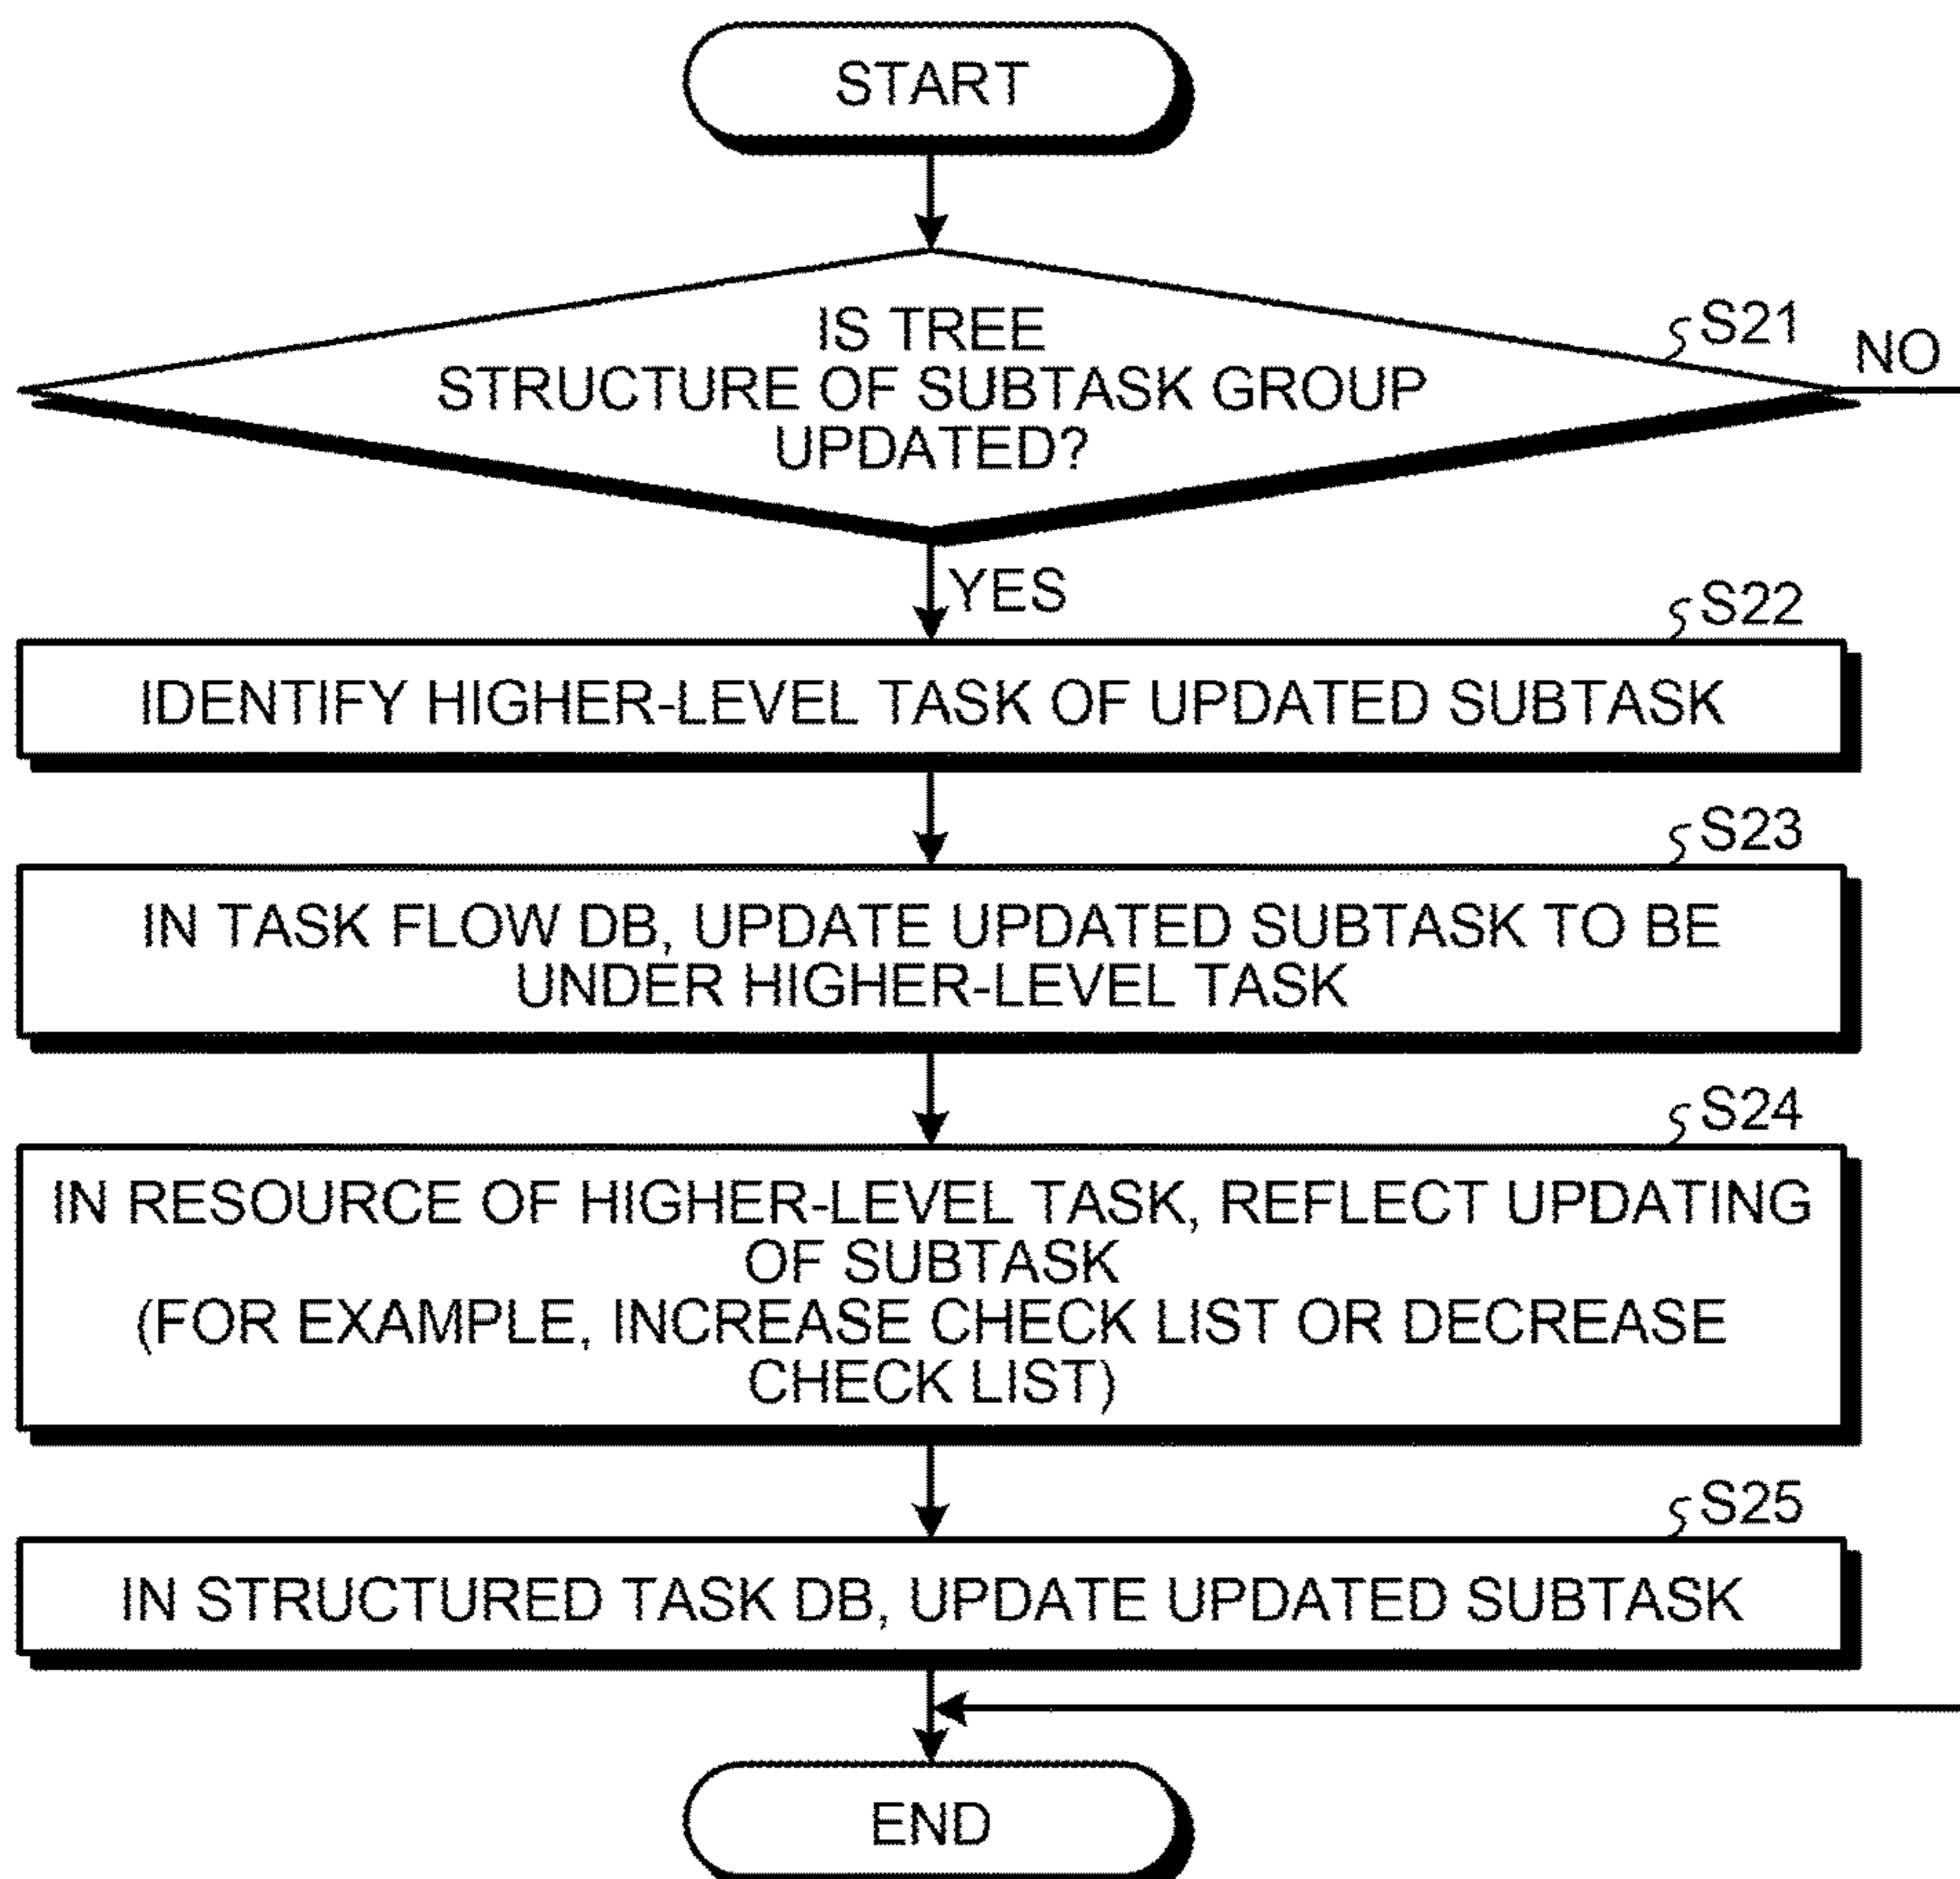 START
IS TREE
STRUCTURE OF SUBTASK GROUP
UPDATED?
S21
NO
YES
S22
IDENTIFY HIGHER-LEVEL TASK OF UPDATED SUBTASK
S23
IN TASK FLOW DB, UPDATE UPDATED SUBTASK TO BE
UNDER HIGHER-LEVEL TASK
S24
IN RESOURCE OF HIGHER-LEVEL TASK, REFLECT UPDATING
OF SUBTASK
(FOR EXAMPLE, INCREASE CHECK LIST OR DECREASE
CHECK LIST)
S25
IN STRUCTURED TASK DB, UPDATE UPDATED SUBTASK
END